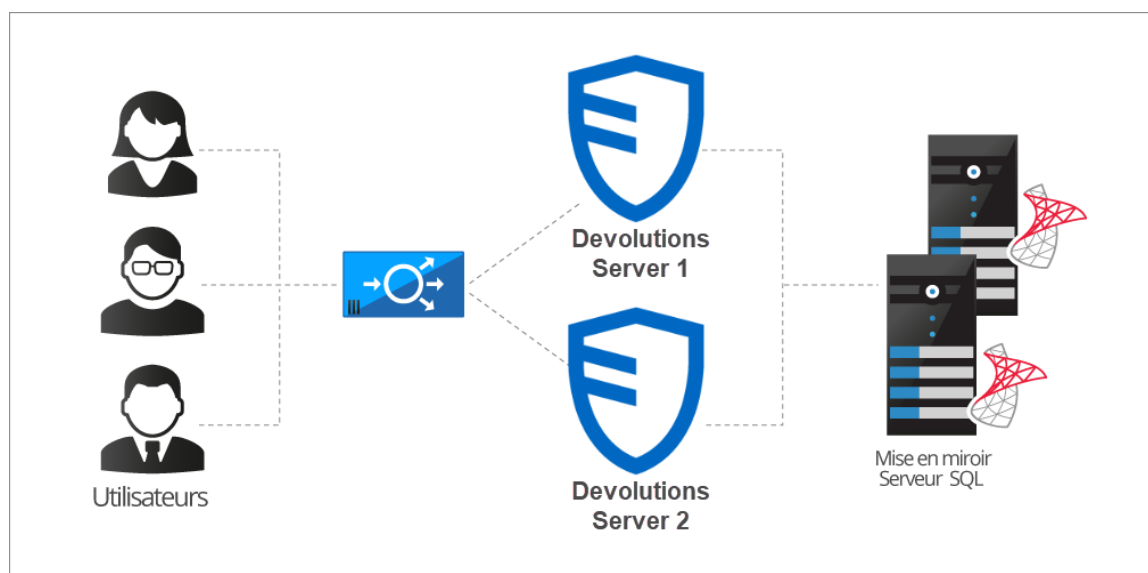 Devolutions
Server 1
Devolutions
Server 2
Utilisateurs
Mise en miroir
Serveur SQL